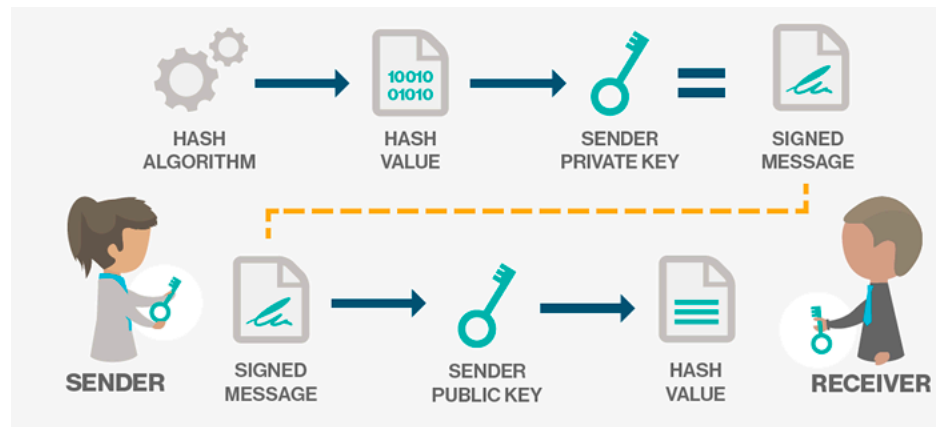 10010
01010
HASH
ALGORITHM
HASH
VALUE
SENDER
PRIVATE KEY
SIGNED
MESSAGE
SENDER
SIGNED
MESSAGE
SENDER
PUBLIC KEY
HASH
VALUE
RECEIVER